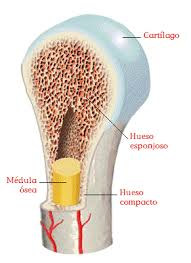 Cartílago
Hueso
esponjoso
Médula
ósea
Hueso
compacto